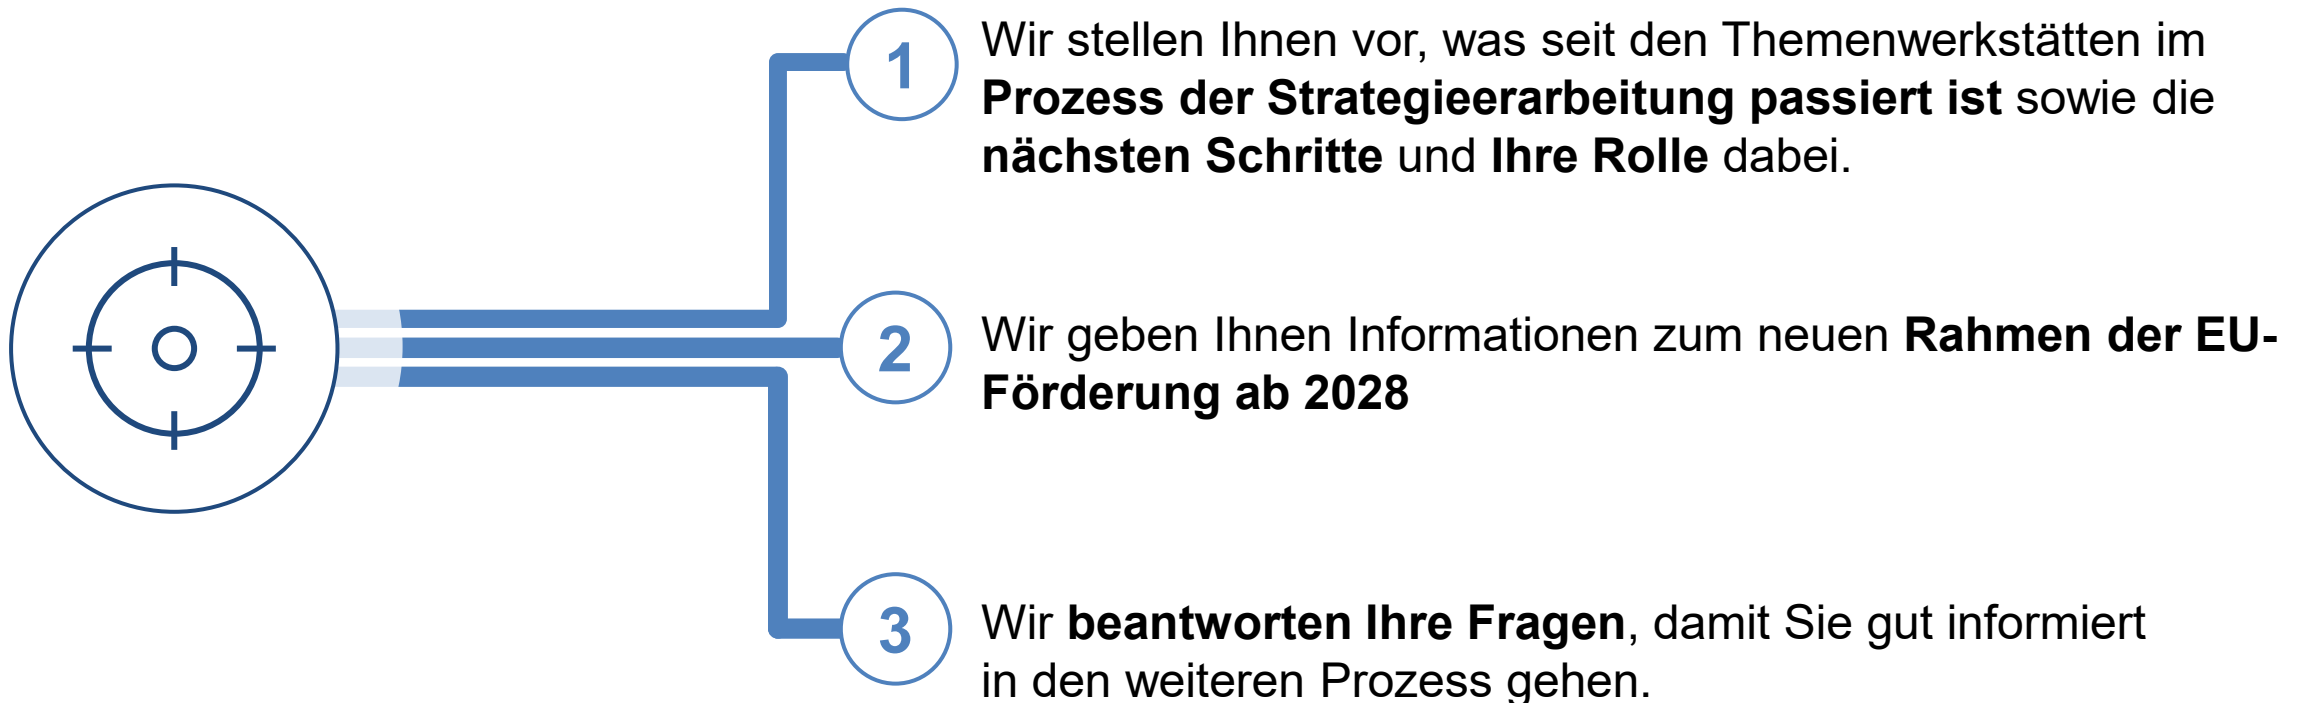 1
Wir stellen Ihnen vor, was seit den Themenwerkstätten im
Prozess der Strategieerarbeitung passiert ist sowie die
nächsten Schritte und Ihre Rolle dabei.
2
Wir geben Ihnen Informationen zum neuen Rahmen der EU-
Förderung ab 2028
3
Wir beantworten Ihre Fragen, damit Sie gut informiert
in den weiteren Prozess gehen.